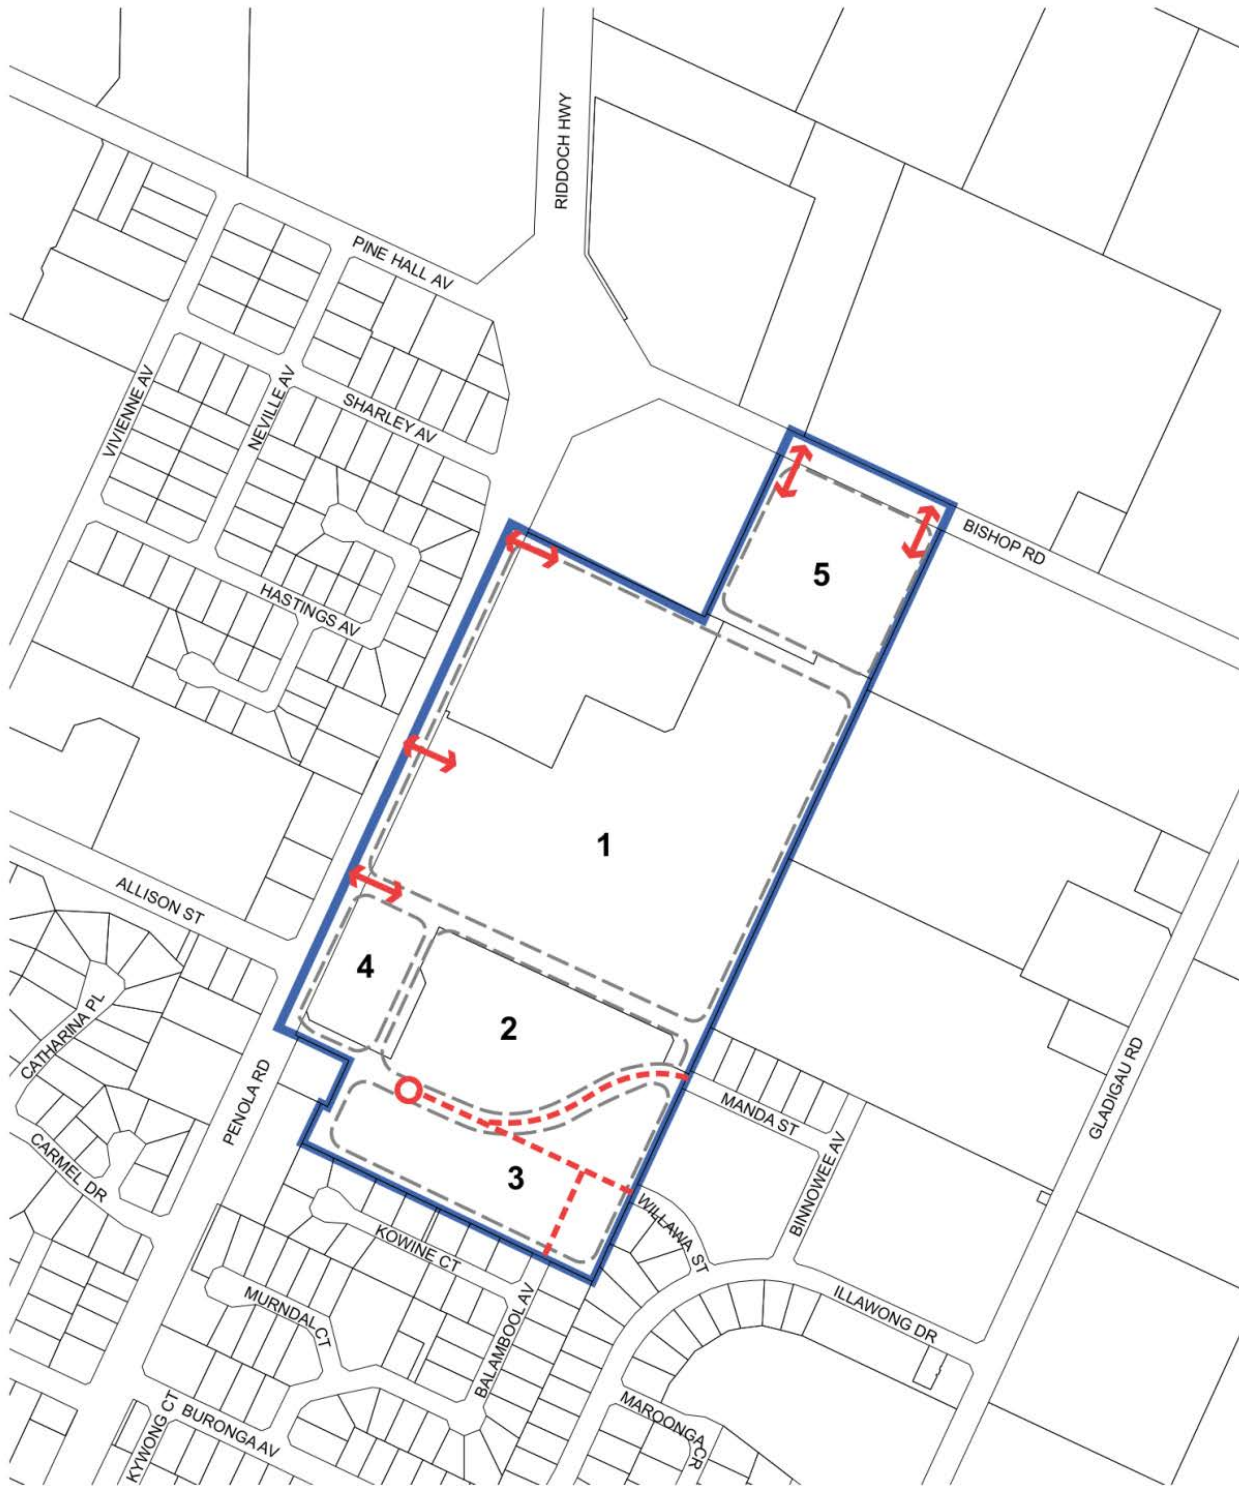 RIDDOCH HWY
PINE HALL AV
VIVIENNE AV
NEVILLE AV
SHARLEY AV
BISHOP RD
5
HASTINGS AV
1
ALLISON ST
4
2
CATHARINA PL
PENOLA RD
MANDA ST
GLADIGAU RD
CARMEL DR
3
BINNOWEE AV
WILLAWA ST
KOWINE CT
MURNDAL CT
BALAMBOOL AV
ILLAWONG DR
KYWONG CT
BURONGA AV
MAROONGA CR